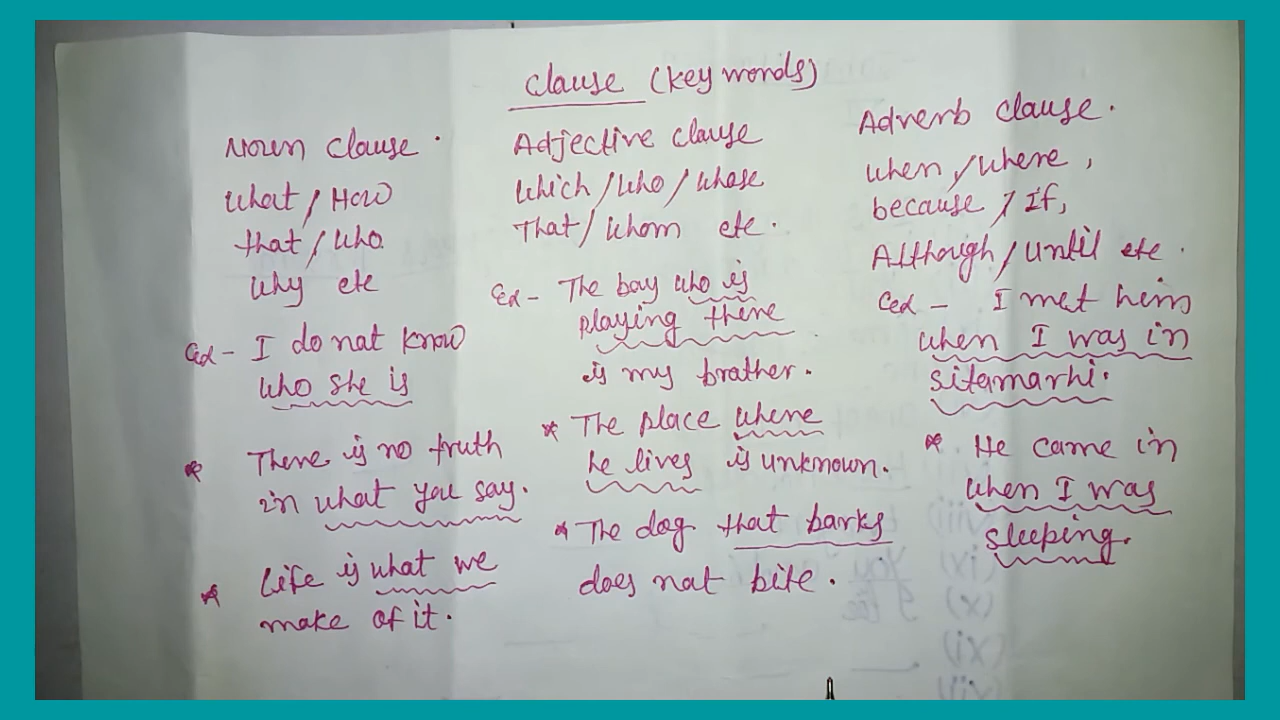 Clause (Key words)
Noun clause.
What / How
that / who
why etc
Ex - I do not know
who she is
* There is no truth
in what you say.
* Life is what we
make of it.
Adjective clause
Which / who / whose
That / whom etc.
Ex - The boy who is
playing there
is my brother.
* The place where
he lives is unknown.
* The dog that barks
does not bite.
Adverb clause.
when / where,
because / If,
Although / until etc.
Ex - I met him
when I was in
sitamarhi.
* He came in
when I was
sleeping.